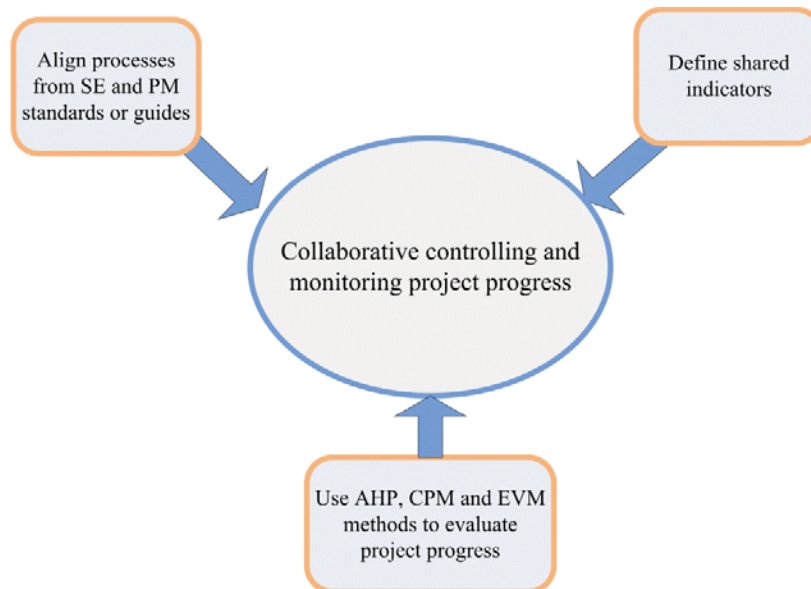 Align processes
from SE and PM
standards or guides
Define shared
indicators
Collaborative controlling and
monitoring project progress
Use AHP, CPM and EVM
methods to evaluate
project progress